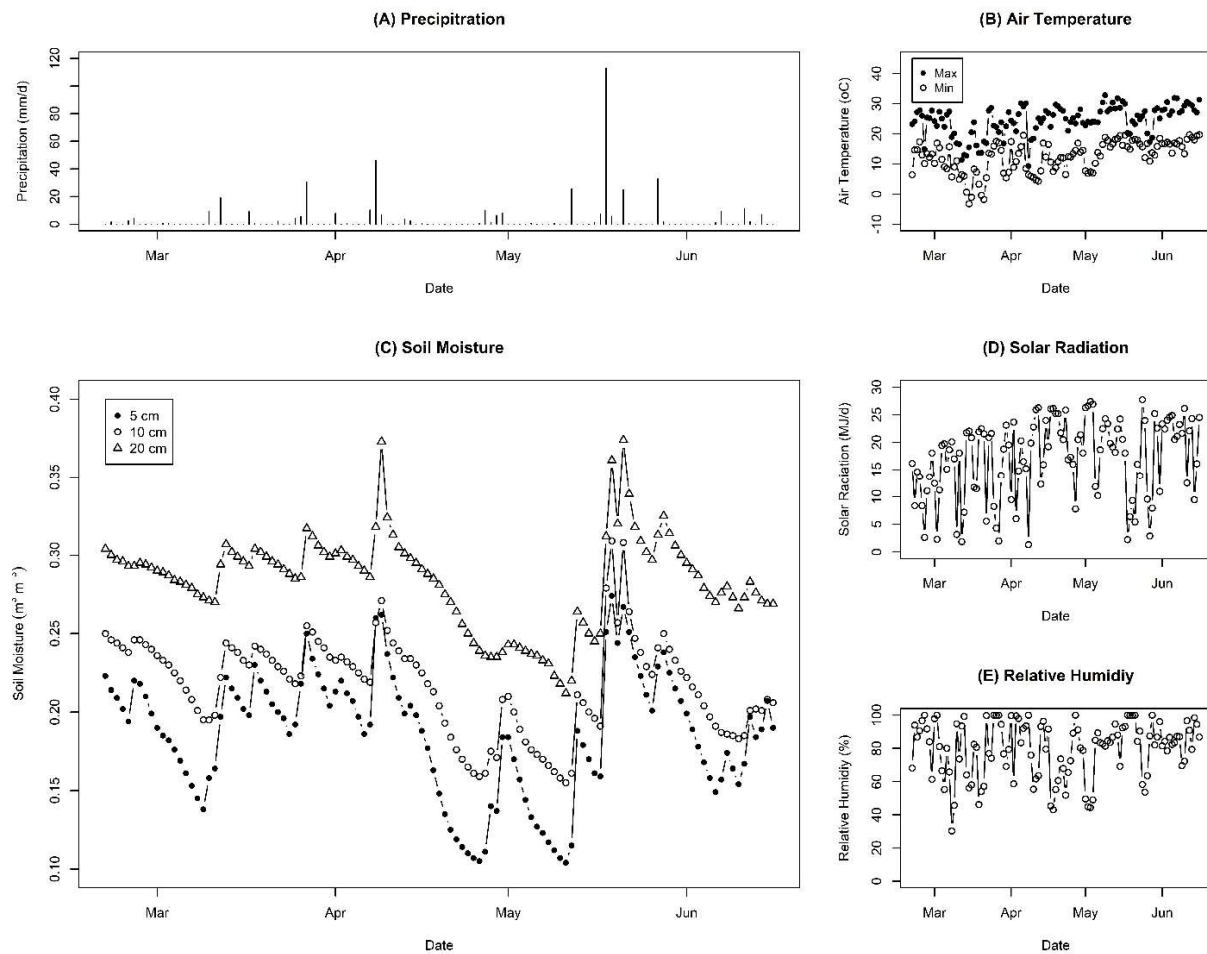 (A) Precipitration
Precipitation (mm/d)
120
100
80
60
40
20
0
Mar
Apr
May
Jun
Date
(B) Air Temperature
Air Temperature (oC)
40
30
20
10
0
-10
Max
Min
Mar
Apr
May
Jun
Date
(C) Soil Moisture
Soil Moisture (m³ m⁻³)
0.40
0.35
0.30
0.25
0.20
0.15
0.10
5 cm
10 cm
20 cm
Mar
Apr
May
Jun
Date
(D) Solar Radiation
Solar Raciation (MJ/d)
30
25
20
15
10
5
0
Mar
Apr
May
Jun
Date
(E) Relative Humidiy
Relative Humidity (%)
100
80
60
40
20
0
Mar
Apr
May
Jun
Date